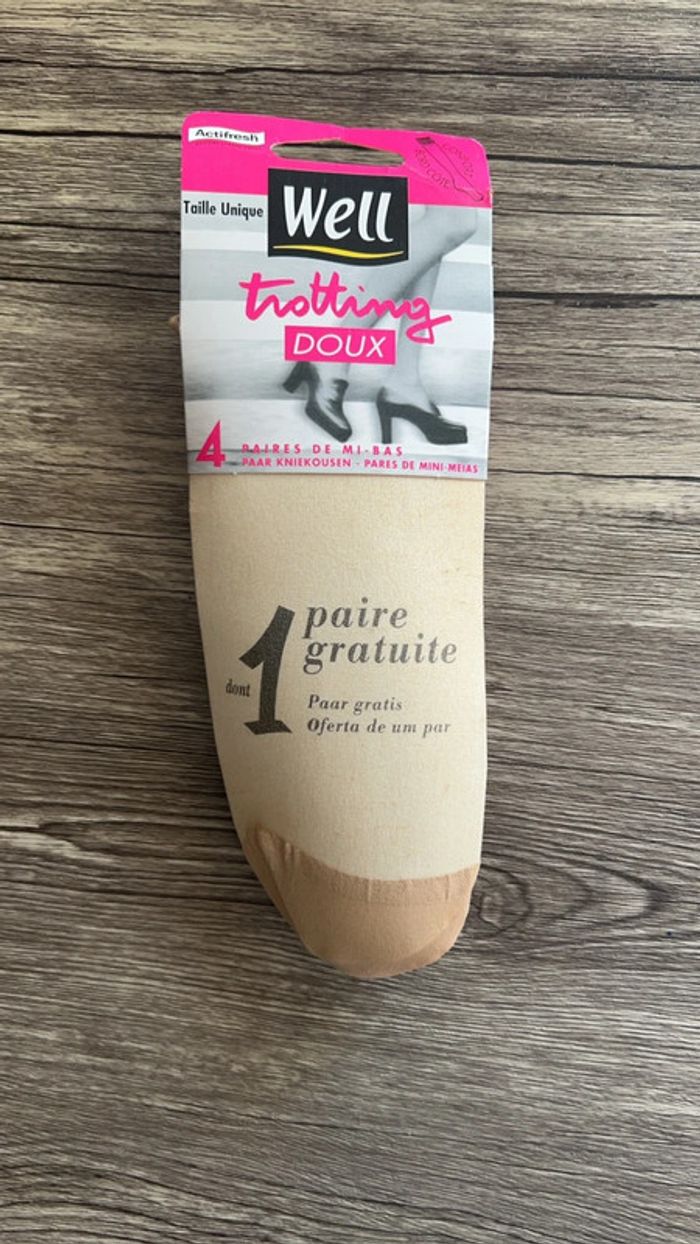 Actifresh
Taille Unique
Well
trotting
DOUX
4 PAIRES DE MI-BAS
PAAR KNIEKOUSEN - PARES DE MINI-MEIAS
dont 1 paire
gratuite
Paar gratis
Oferta de um par